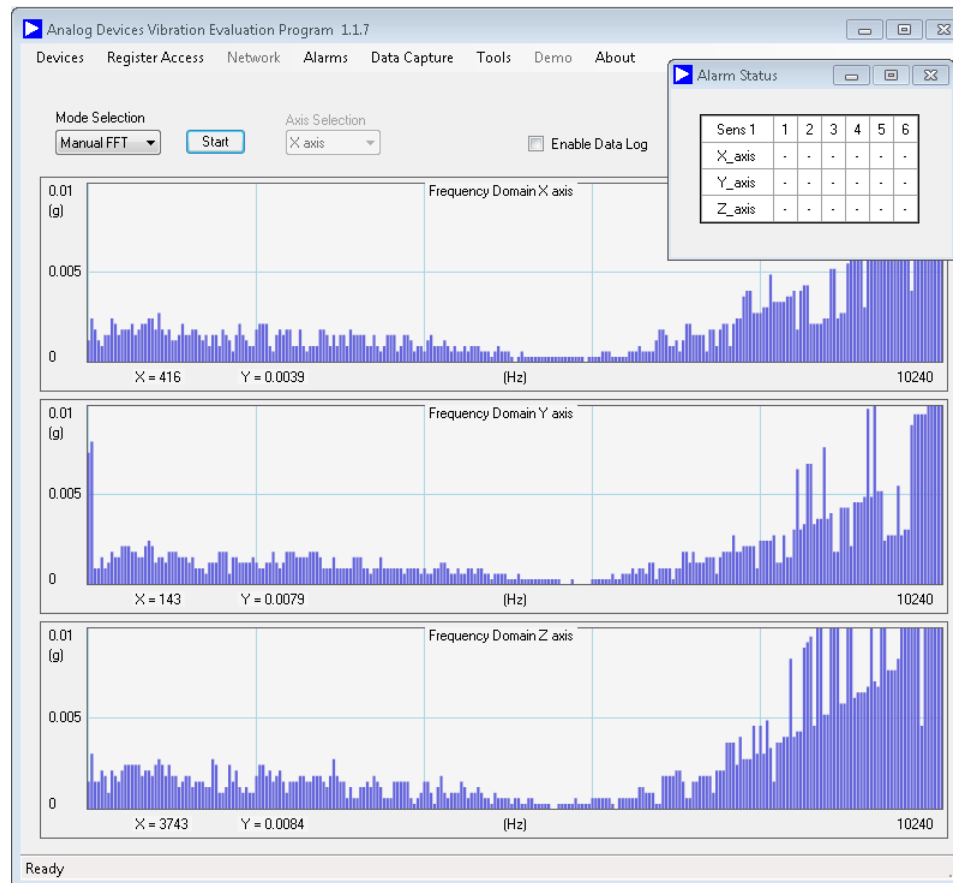 Analog Devices Vibration Evaluation Program 1.1.7
Devices Register Access Network Alarms Data Capture Tools Demo About
Alarm Status
Mode Selection
Manual FFT
Start
Axis Selection
X axis
Enable Data Log
Sens 1 1 2 3 4 5 6
X_axis - - - - - -
Y_axis - - - - - -
Z_axis - - - - - -
0.01
(g)
Frequency Domain X axis
0.005
0
X = 416 Y = 0.0039 (Hz) 10240
0.01
(g)
Frequency Domain Y axis
0.005
0
X = 143 Y = 0.0079 (Hz) 10240
0.01
(g)
Frequency Domain Z axis
0.005
0
X = 3743 Y = 0.0084 (Hz) 10240
Ready